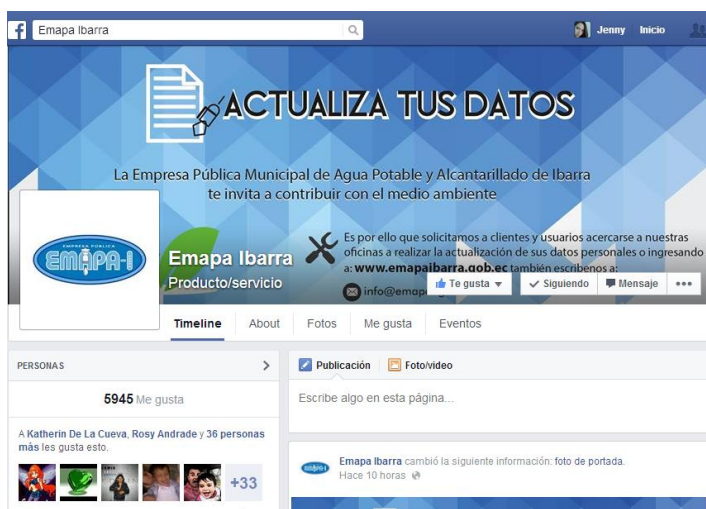 Emapa Ibarra
Jenny Inicio
ACTUALIZA TUS DATOS
La Empresa Pública Municipal de Agua Potable y Alcantarillado de Ibarra
te invita a contribuir con el medio ambiente
EMPRESA PÚBLICA
EMAPA-I
Emapa Ibarra
Producto/servicio
Es por ello que solicitamos a clientes y usuarios acercarse a nuestras
oficinas a realizar la actualización de sus datos personales o ingresando
a: www.emapaibarra.gob.ec también escribenos a:
info@emap
Te gusta Siguiendo Mensaje
Timeline About Fotos Me gusta Eventos
PERSONAS
5945 Me gusta
A Katherin De La Cueva, Rosy Andrade y 36 personas
más les gusta esto.
+33
Publicación Foto/video
Escribe algo en esta página...
Emapa Ibarra cambió la siguiente información: foto de portada.
Hace 10 horas